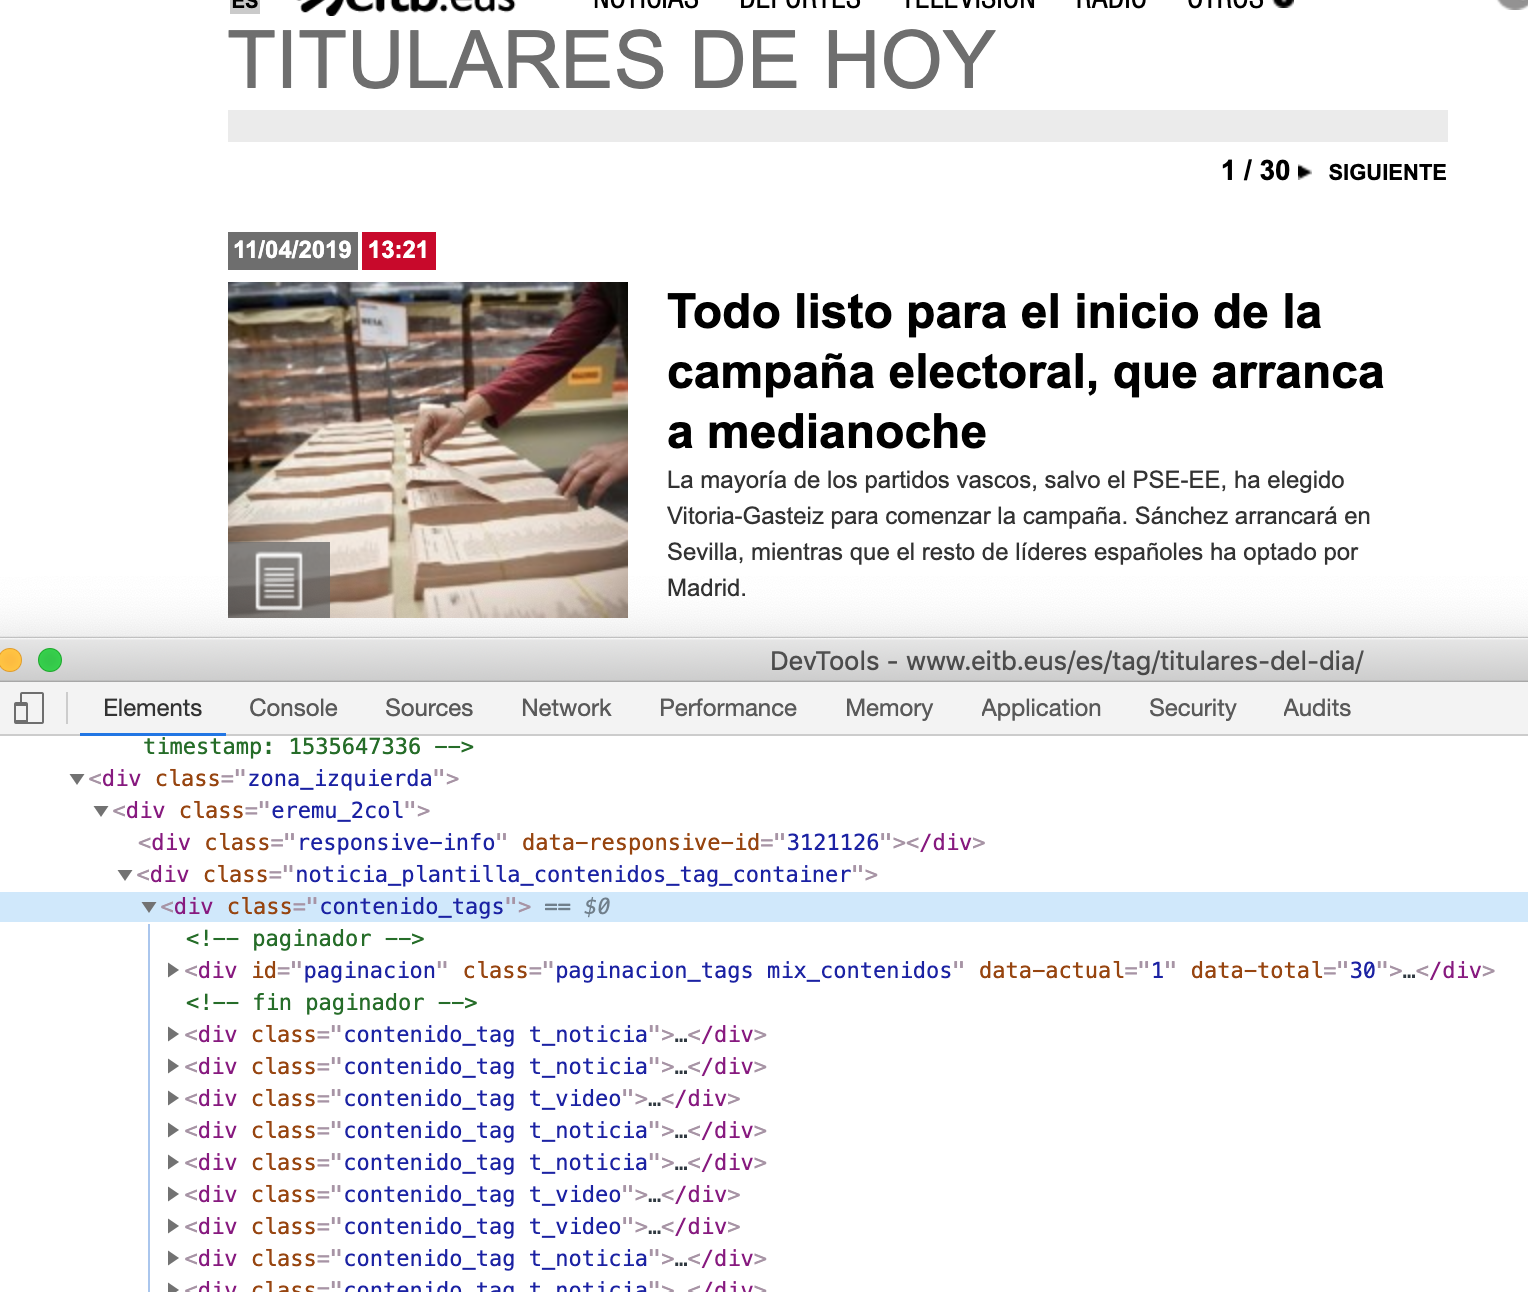 ES eitb.eus NOTICIAS DEPORTES TELEVISIÓN RADIO OTROS
TITULARES DE HOY
1 / 30 SIGUIENTE
11/04/2019 13:21
Todo listo para el inicio de la
campaña electoral, que arranca
a medianoche
La mayoría de los partidos vascos, salvo el PSE-EE, ha elegido
Vitoria-Gasteiz para comenzar la campaña. Sánchez arrancará en
Sevilla, mientras que el resto de líderes españoles ha optado por
Madrid.
DevTools - www.eitb.eus/es/tag/titulares-del-dia/
Elements Console Sources Network Performance Memory Application Security Audits
timestamp: 1535647336 -->
<div class="zona_izquierda">
<div class="eremu_2col">
<div class="responsive-info" data-responsive-id="3121126"></div>
<div class="noticia_plantilla_contenidos_tag_container">
<div class="contenido_tags"> == $0
<!-- paginador -->
<div id="paginacion" class="paginacion_tags mix_contenidos" data-actual="1" data-total="30">…</div>
<!-- fin paginador -->
<div class="contenido_tag t_noticia">…</div>
<div class="contenido_tag t_noticia">…</div>
<div class="contenido_tag t_video">…</div>
<div class="contenido_tag t_noticia">…</div>
<div class="contenido_tag t_noticia">…</div>
<div class="contenido_tag t_video">…</div>
<div class="contenido_tag t_video">…</div>
<div class="contenido_tag t_noticia">…</div>
<div class="contenido_tag t_noticia">…</div>